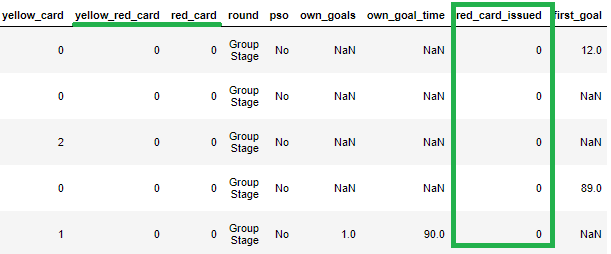 yellow_card yellow_red_card red_card round pso own_goals own_goal_time red_card_issued first_goal
0 0 0 Group Stage No NaN NaN 0 12.0
0 0 0 Group Stage No NaN NaN 0 NaN
2 0 0 Group Stage No NaN NaN 0 NaN
0 0 0 Group Stage No NaN NaN 0 89.0
1 0 0 Group Stage No 1.0 90.0 0 NaN